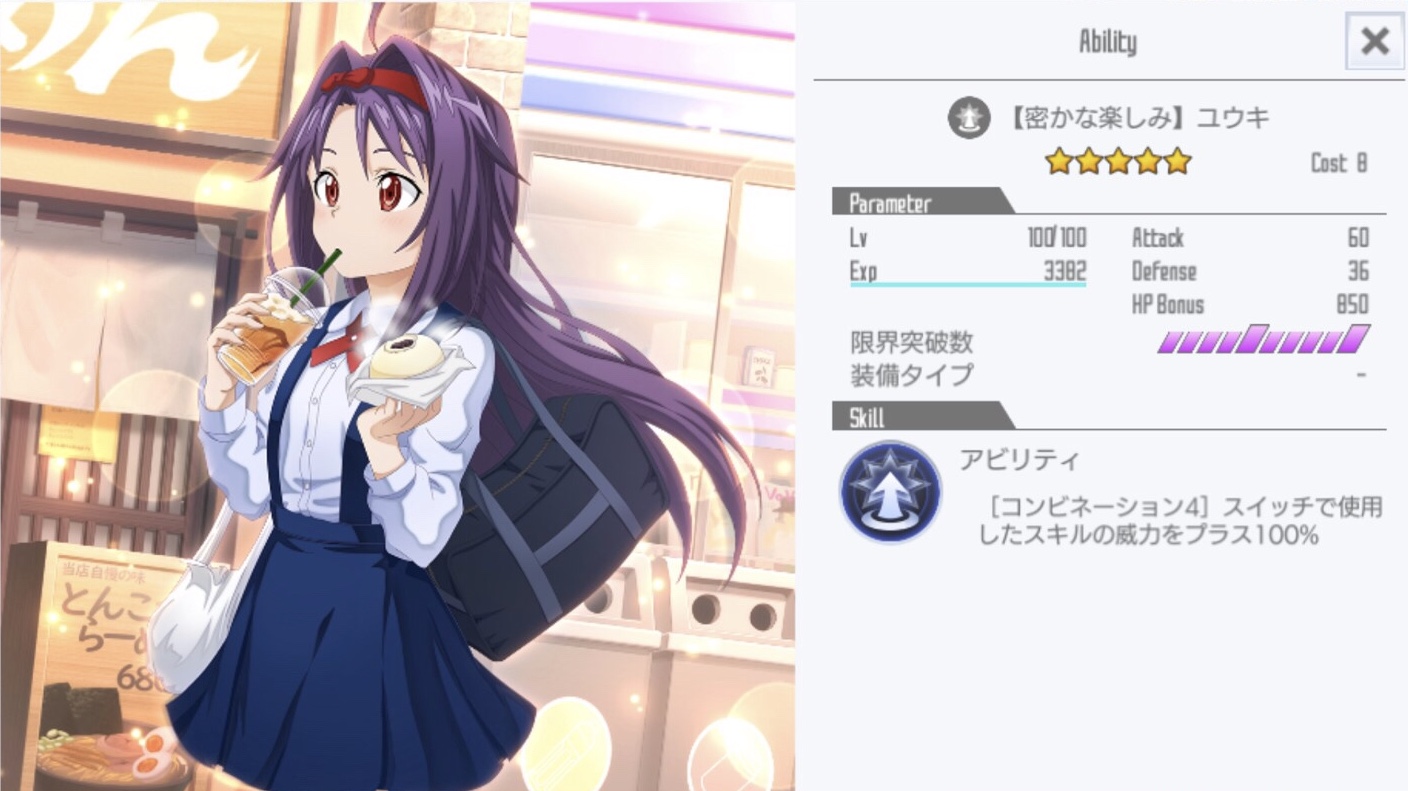 りん
当店自慢の味
とんこ
らーめ
680
Ability
【密かな楽しみ】ユウキ
Cost 8
Parameter
Lv 100/100
Attack 60
Exp 3382
Defense 36
HP Bonus 850
限界突破数
装備タイプ -
Skill
アビリティ
［コンビネーション4］スイッチで使用
したスキルの威力をプラス100%